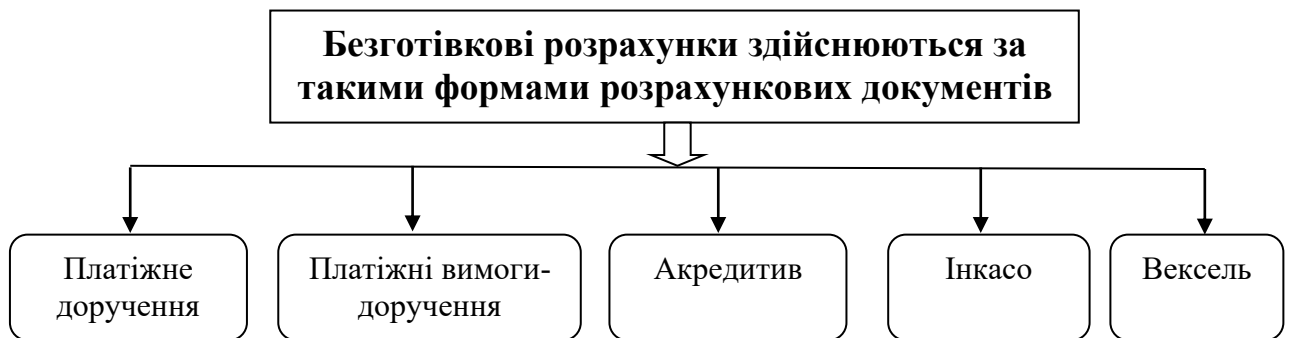 Безготівкові розрахунки здійснюються за
такими формами розрахункових документів
Платіжне
доручення
Платіжні вимоги-
доручення
Акредитив
Інкасо
Вексель